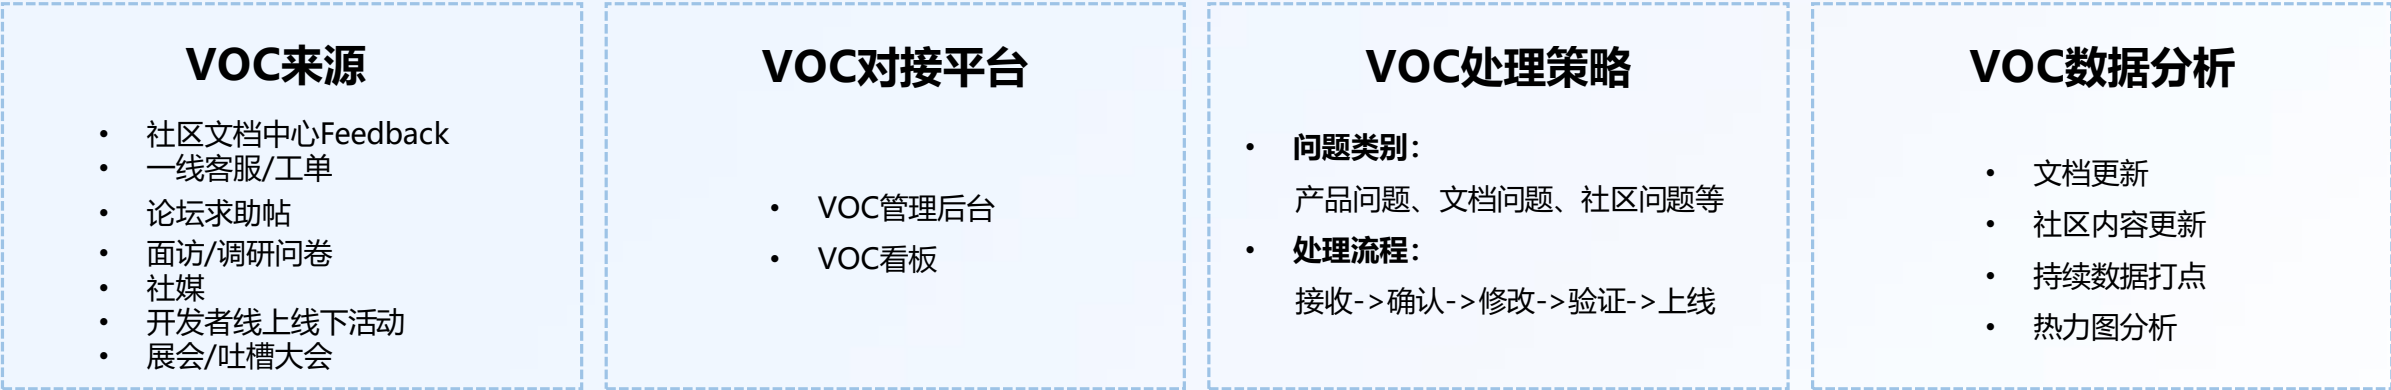 VOC来源
• 社区文档中心Feedback
• 一线客服/工单
• 论坛求助帖
• 面访/调研问卷
• 社媒
• 开发者线上线下活动
• 展会/吐槽大会
VOC对接平台
• VOC管理后台
• VOC看板
VOC处理策略
• 问题类别：
产品问题、文档问题、社区问题等
• 处理流程：
接收->确认->修改->验证->上线
VOC数据分析
• 文档更新
• 社区内容更新
• 持续数据打点
• 热力图分析